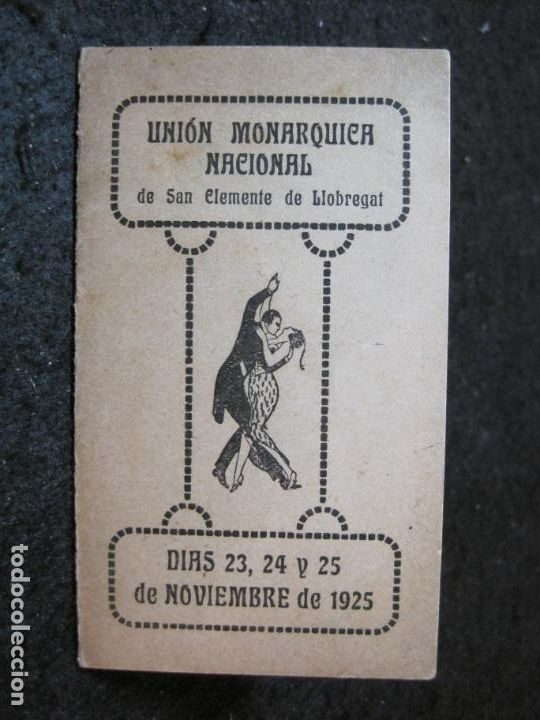 UNIÓN MONARQUICA
NACIONAL
de San Clemente de Llobregat
DIAS 23, 24 y 25
de NOVIEMBRE de 1925
todocoleccion